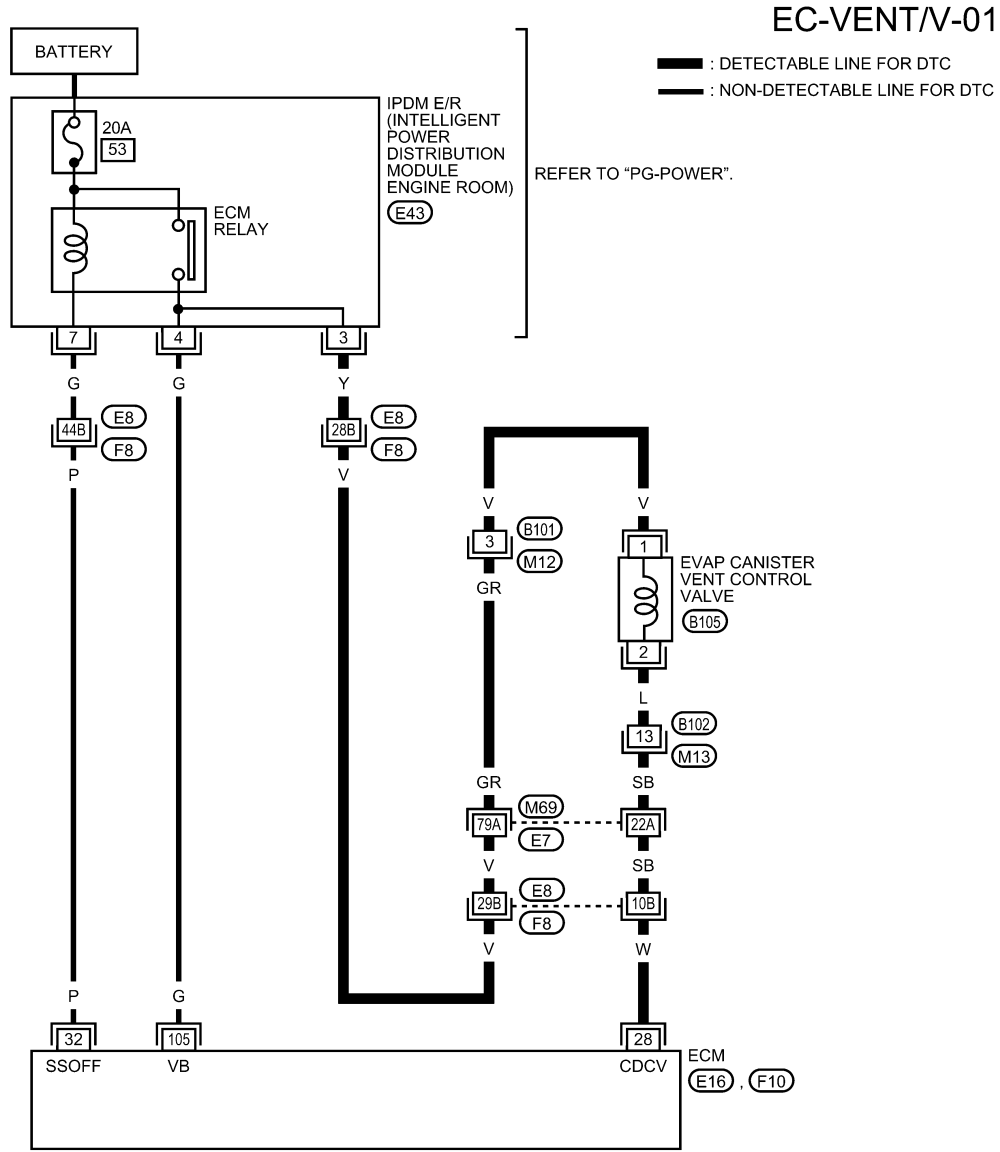 EC-VENT/V-01
BATTERY
: DETECTABLE LINE FOR DTC
: NON-DETECTABLE LINE FOR DTC
20A
53
IPDM E/R
(INTELLIGENT
POWER
DISTRIBUTION
MODULE
ENGINE ROOM)
E43
REFER TO “PG-POWER”.
ECM
RELAY
7
4
3
G
G
Y
44B
E8
F8
28B
E8
F8
P
V
V
V
3
B101
M12
1
GR
EVAP CANISTER
VENT CONTROL
VALVE
B105
2
L
13
B102
M13
GR
SB
79A
M69
E7
22A
V
SB
29B
E8
F8
10B
V
W
P
G
32
105
28
SSOFF
VB
CDCV
ECM
E16 , F10